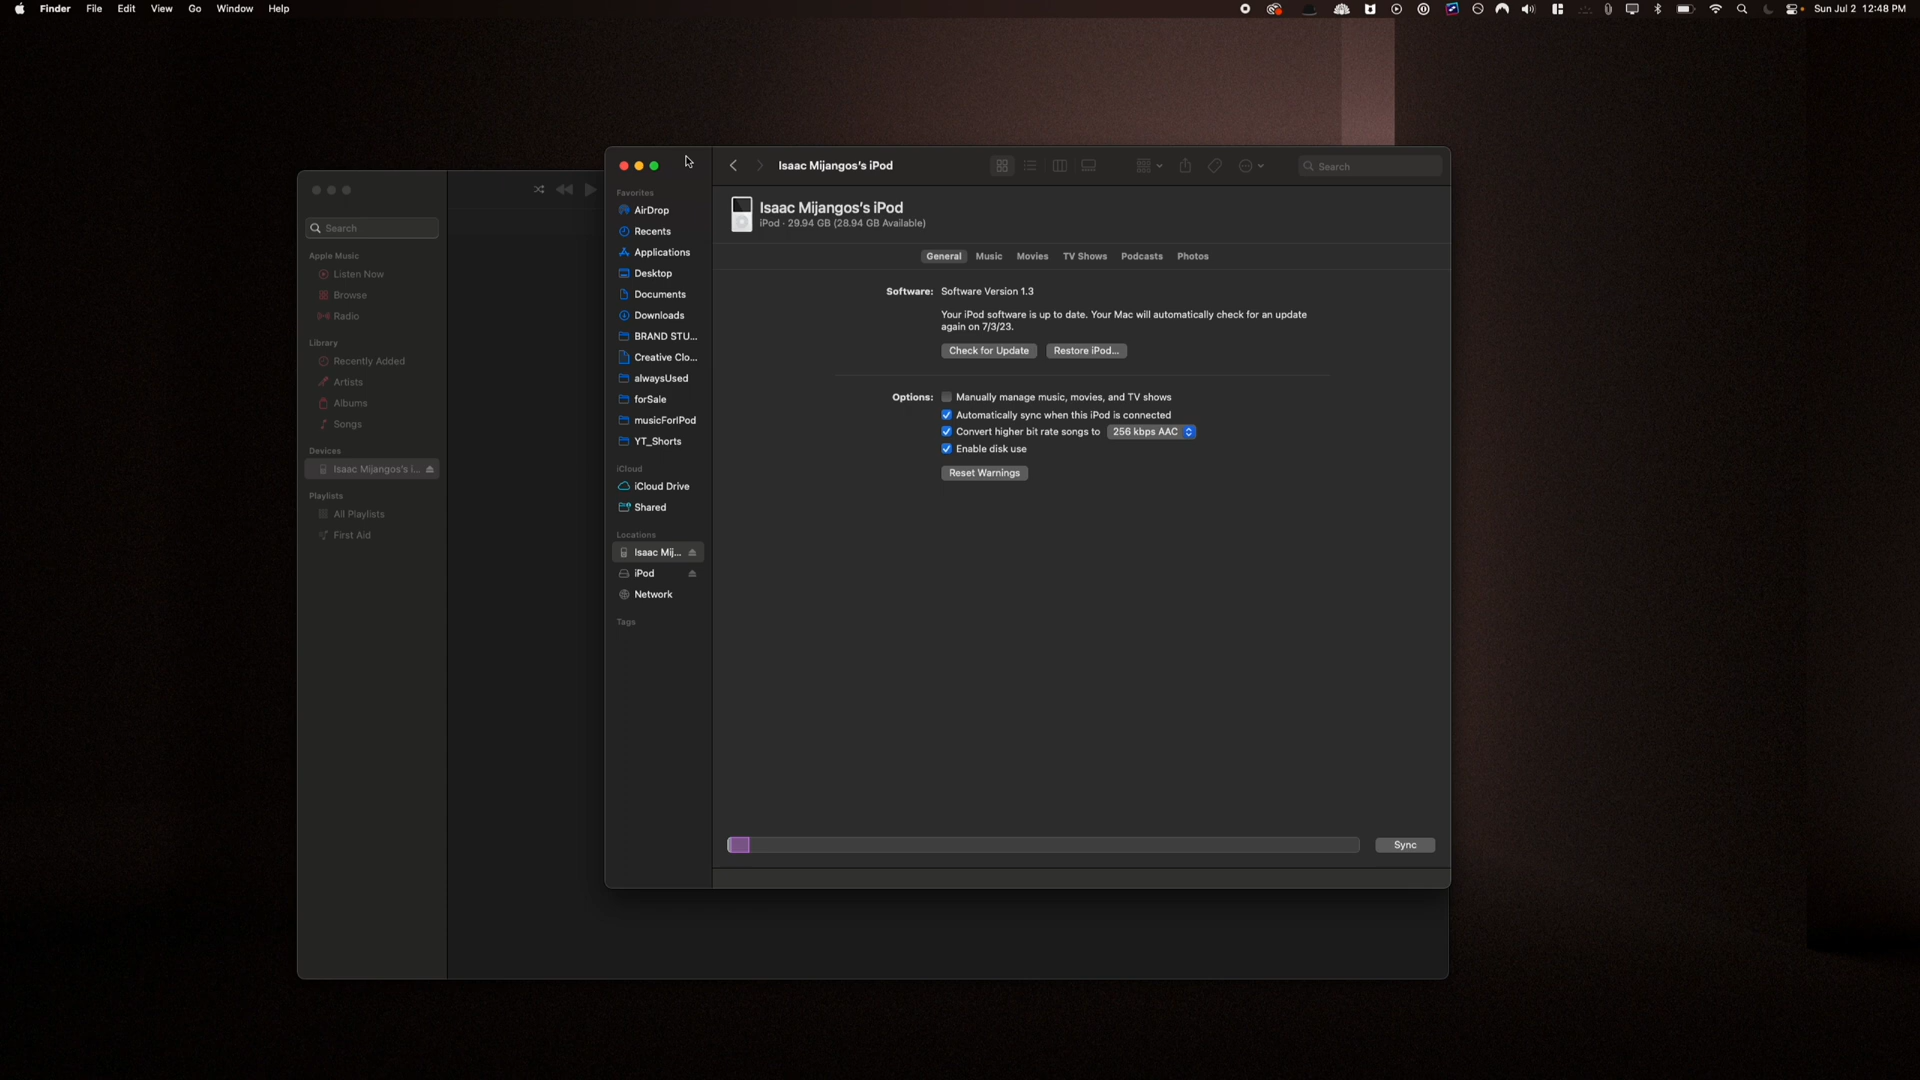 Finder File Edit View Go Window Help
Sun Jul 2 12:48 PM
Search
Apple Music
Listen Now
Browse
Radio
Library
Recently Added
Artists
Albums
Songs
Devices
Isaac Mijangos's i...
Playlists
All Playlists
First Aid
Favorites
AirDrop
Recents
Applications
Desktop
Documents
Downloads
BRAND STU...
Creative Clo...
alwaysUsed
forSale
musicForIPod
YT_Shorts
iCloud
iCloud Drive
Shared
Locations
Isaac Mij...
iPod
Network
Tags
Isaac Mijangos's iPod
Search
Isaac Mijangos's iPod
iPod · 29.94 GB (28.94 GB Available)
General Music Movies TV Shows Podcasts Photos
Software: Software Version 1.3
Your iPod software is up to date. Your Mac will automatically check for an update
again on 7/3/23.
Check for Update Restore iPod...
Options: Manually manage music, movies, and TV shows
Automatically sync when this iPod is connected
Convert higher bit rate songs to 256 kbps AAC
Enable disk use
Reset Warnings
Sync